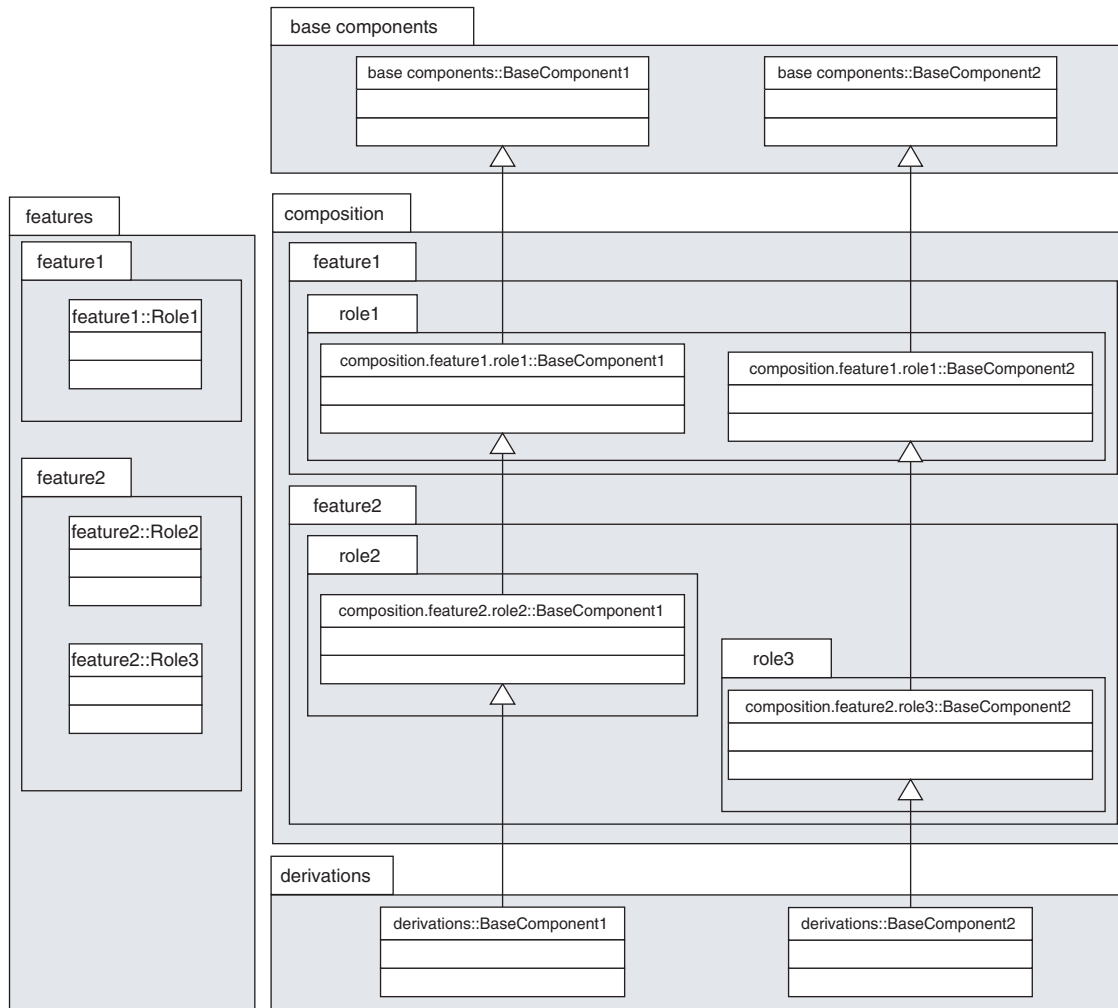 base components
base components::BaseComponent1
base components::BaseComponent2
features
feature1
feature1::Role1
feature2
feature2::Role2
feature2::Role3
composition
feature1
role1
composition.feature1.role1::BaseComponent1
composition.feature1.role1::BaseComponent2
feature2
role2
composition.feature2.role2::BaseComponent1
role3
composition.feature2.role3::BaseComponent2
derivations
derivations::BaseComponent1
derivations::BaseComponent2